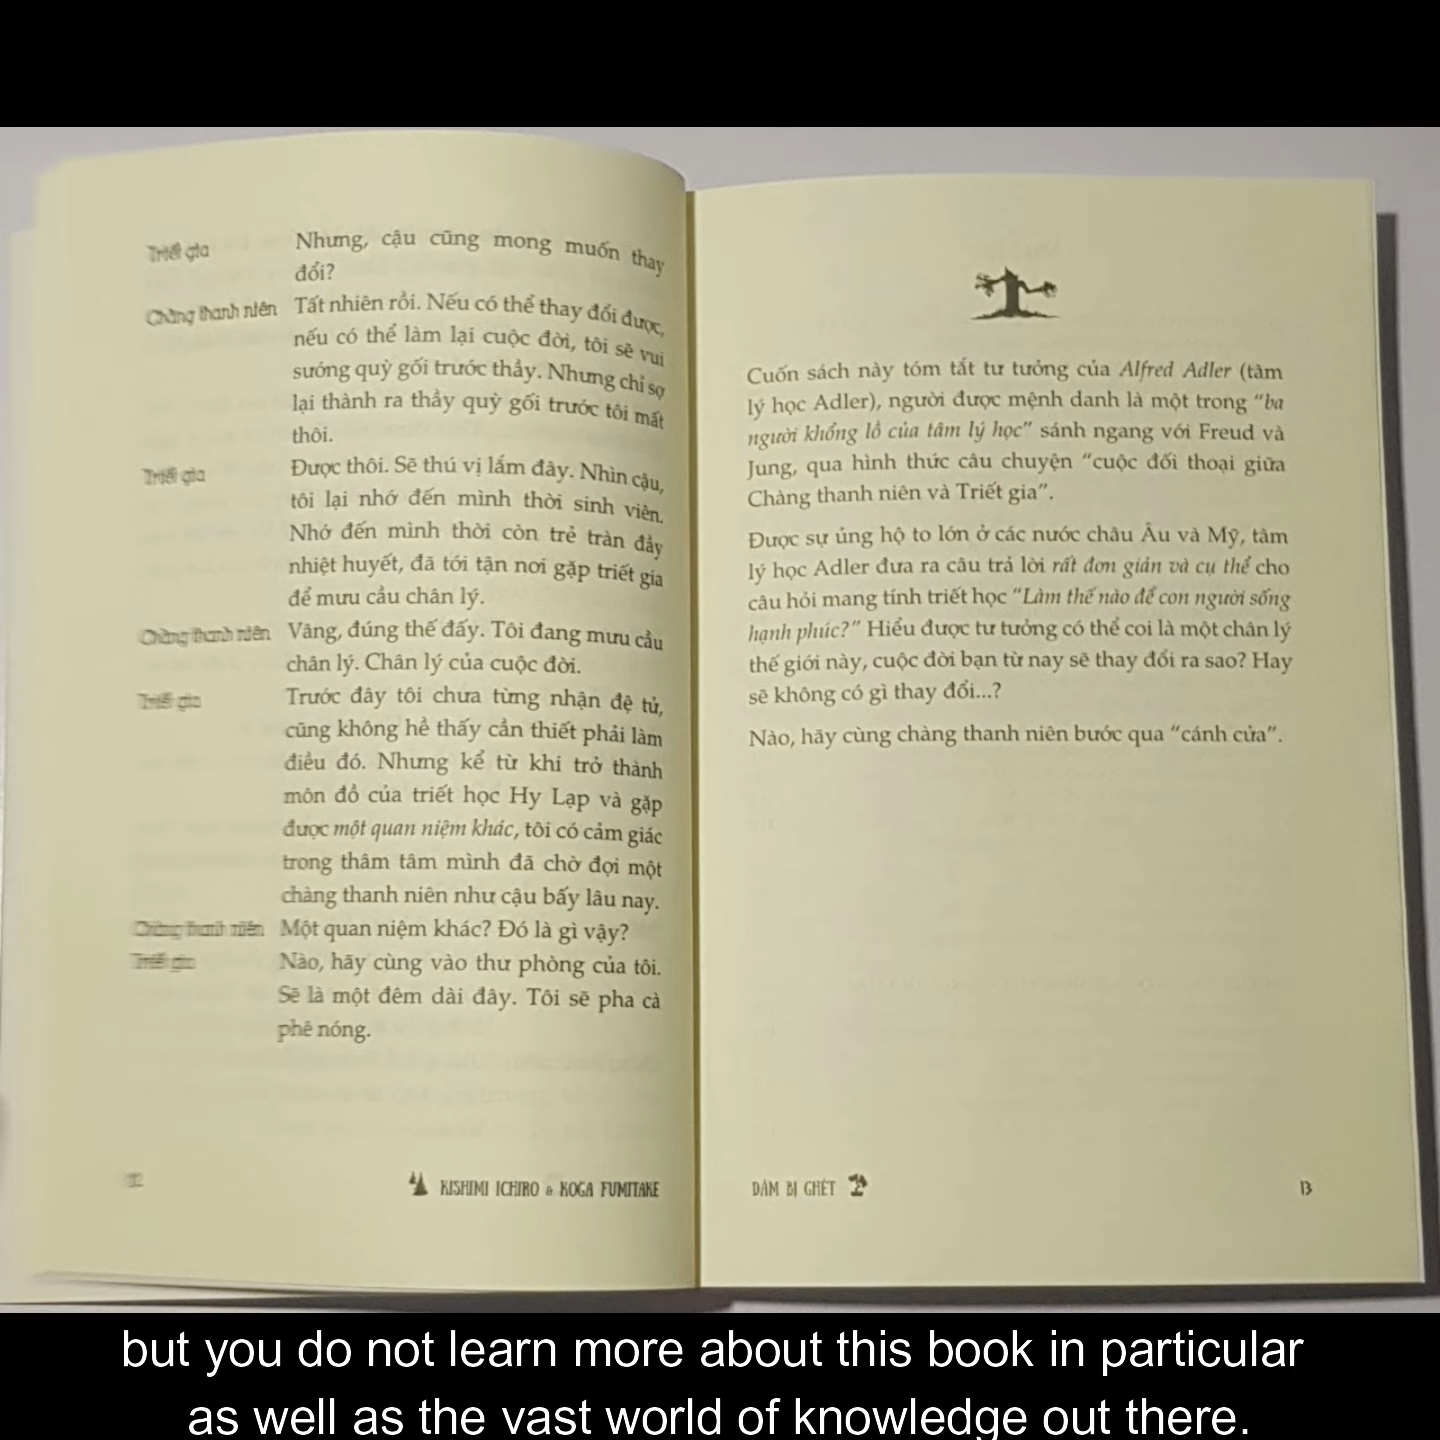 Triết gia Nhưng, cậu cũng mong muốn thay
đổi?
Chàng thanh niên Tất nhiên rồi. Nếu có thể thay đổi được,
nếu có thể làm lại cuộc đời, tôi sẽ vui
sướng quỳ gối trước thầy. Nhưng chỉ sợ
lại thành ra thầy quỳ gối trước tôi mất
thôi.
Triết gia Được thôi. Sẽ thú vị lắm đây. Nhìn cậu,
tôi lại nhớ đến mình thời sinh viên.
Nhớ đến mình thời còn trẻ tràn đầy
nhiệt huyết, đã tới tận nơi gặp triết gia
để mưu cầu chân lý.
Chàng thanh niên Vâng, đúng thế đấy. Tôi đang mưu cầu
chân lý. Chân lý của cuộc đời.
Triết gia Trước đây tôi chưa từng nhận đệ tử,
cũng không hề thấy cần thiết phải làm
điều đó. Nhưng kể từ khi trở thành
môn đồ của triết học Hy Lạp và gặp
được một quan niệm khác, tôi có cảm giác
trong thâm tâm mình đã chờ đợi một
chàng thanh niên như cậu bấy lâu nay.
Chàng thanh niên Một quan niệm khác? Đó là gì vậy?
Triết gia Nào, hãy cùng vào thư phòng của tôi.
Sẽ là một đêm dài đây. Tôi sẽ pha cà
phê nóng.
12 KISHIMI ICHIRO & KOGA FUMITAKE
Cuốn sách này tóm tắt tư tưởng của Alfred Adler (tâm
lý học Adler), người được mệnh danh là một trong “ba
người khổng lồ của tâm lý học” sánh ngang với Freud và
Jung, qua hình thức câu chuyện “cuộc đối thoại giữa
Chàng thanh niên và Triết gia”.
Được sự ủng hộ to lớn ở các nước châu Âu và Mỹ, tâm
lý học Adler đưa ra câu trả lời rất đơn giản và cụ thể cho
câu hỏi mang tính triết học “Làm thế nào để con người sống
hạnh phúc?” Hiểu được tư tưởng có thể coi là một chân lý
thế giới này, cuộc đời bạn từ nay sẽ thay đổi ra sao? Hay
sẽ không có gì thay đổi...?
Nào, hãy cùng chàng thanh niên bước qua “cánh cửa”.
DÁM BỊ GHÉT 13
but you do not learn more about this book in particular
as well as the vast world of knowledge out there.